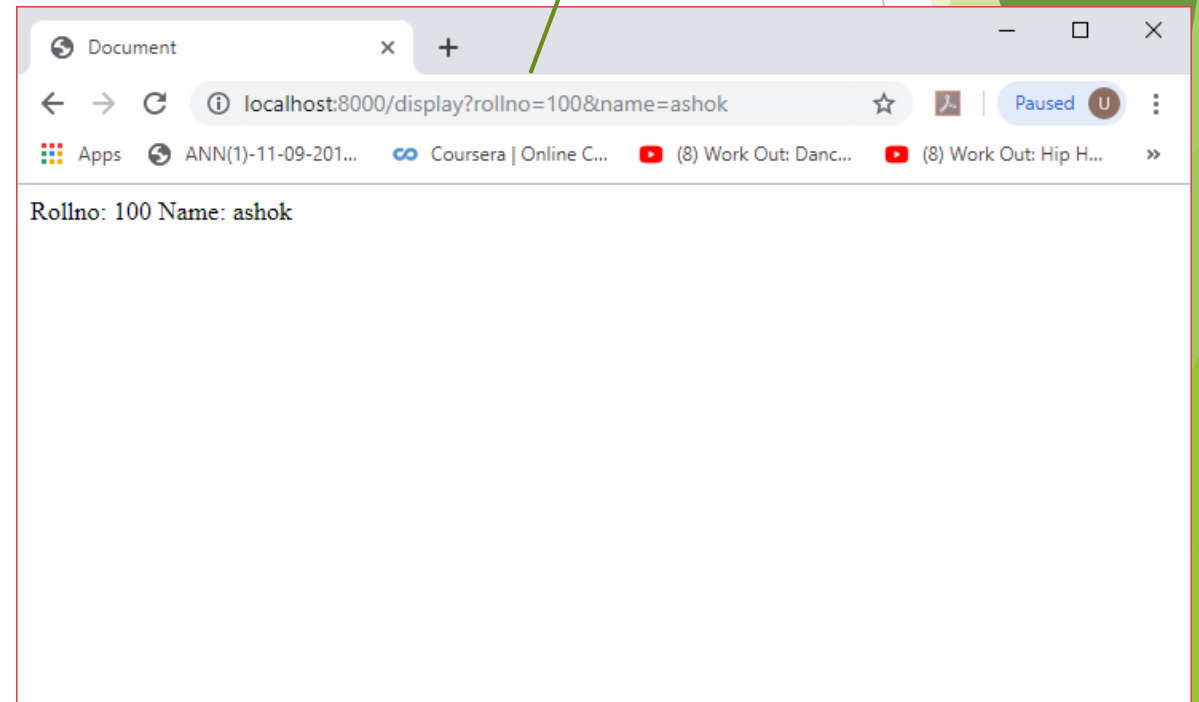 Document
localhost:8000/display?rollno=100&name=ashok
Paused U
Apps ANN(1)-11-09-201... Coursera | Online C... (8) Work Out: Danc... (8) Work Out: Hip H... »
Rollno: 100 Name: ashok